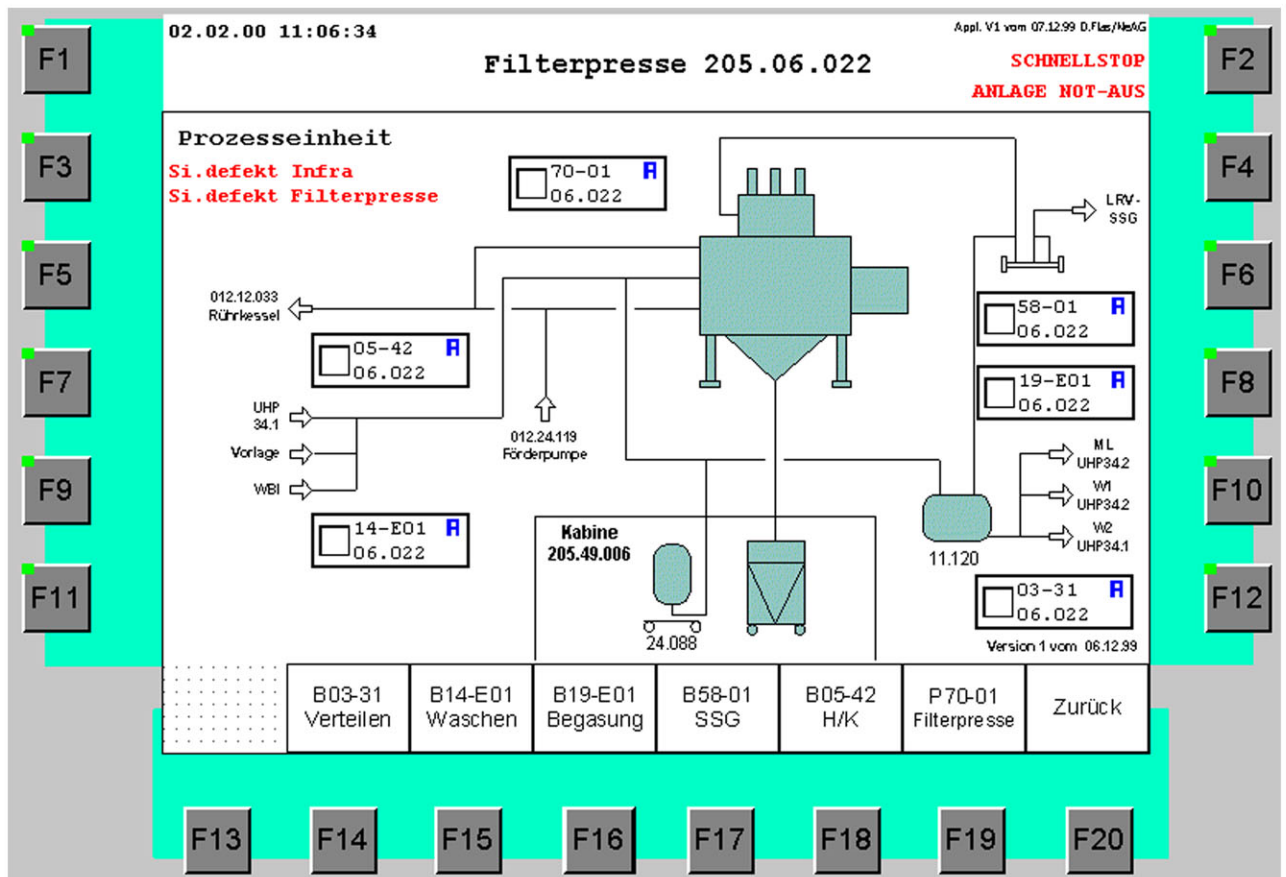 F1
F2
F3
F4
F5
F6
F7
F8
F9
F10
F11
F12
02.02.00 11:06:34
Appl. V1 vom 07.12.99 D.Flas/NeAG
Filterpresse 205.06.022
SCHNELLSTOP
ANLAGE NOT-AUS
Prozesseinheit
Si.defekt Infra
Si.defekt Filterpresse
70-01 A
06.022
LRV-
SSG
012.12.033
Rührkessel
58-01 A
06.022
05-42 A
06.022
19-E01 A
06.022
UHP
34.1
012.24.119
Förderpumpe
Vorlage
WBI
ML
UHP34.2
W1
UHP34.2
W2
UHP34.1
14-E01 A
06.022
Kabine
205.49.006
11.120
24.088
03-31 A
06.022
Version 1 vom 06.12.99
B03-31
Verteilen
B14-E01
Waschen
B19-E01
Begasung
B58-01
SSG
B05-42
H/K
P70-01
Filterpresse
Zurück
F13
F14
F15
F16
F17
F18
F19
F20